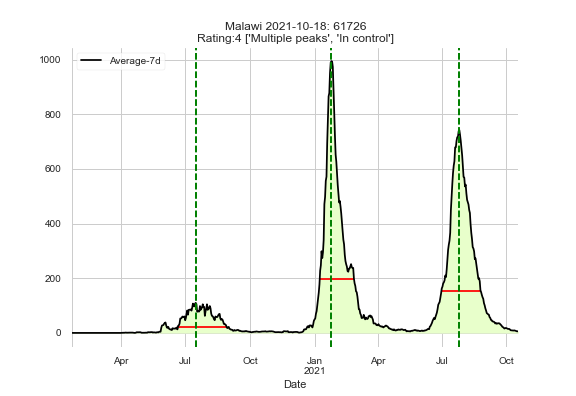 Malawi 2021-10-18: 61726
Rating:4 ['Multiple peaks', 'In control']
Average-7d
1000
800
600
400
200
0
Apr
Jul
Oct
Jan
2021
Apr
Jul
Oct
Date